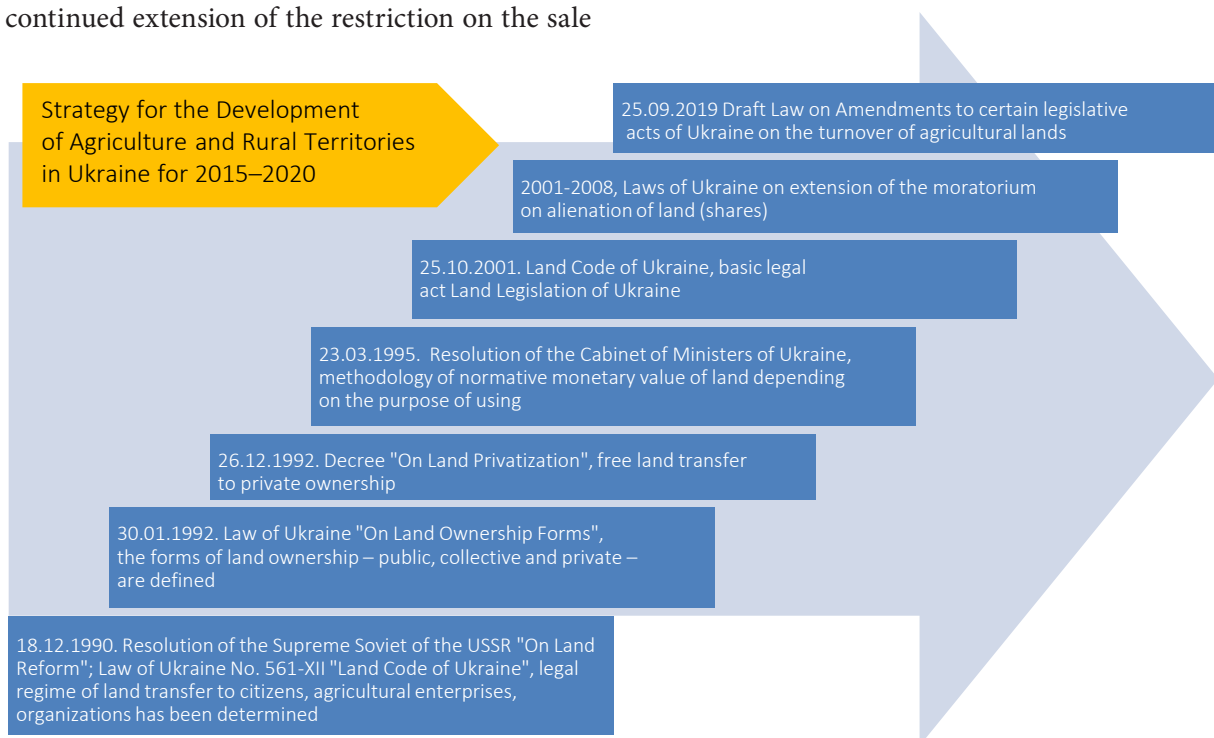 continued extension of the restriction on the sale
Strategy for the Development
of Agriculture and Rural Territories
in Ukraine for 2015–2020
25.09.2019 Draft Law on Amendments to certain legislative
acts of Ukraine on the turnover of agricultural lands
2001-2008, Laws of Ukraine on extension of the moratorium
on alienation of land (shares)
25.10.2001. Land Code of Ukraine, basic legal
act Land Legislation of Ukraine
23.03.1995. Resolution of the Cabinet of Ministers of Ukraine,
methodology of normative monetary value of land depending
on the purpose of using
26.12.1992. Decree "On Land Privatization", free land transfer
to private ownership
30.01.1992. Law of Ukraine "On Land Ownership Forms",
the forms of land ownership – public, collective and private –
are defined
18.12.1990. Resolution of the Supreme Soviet of the USSR "On Land
Reform"; Law of Ukraine No. 561-XII "Land Code of Ukraine", legal
regime of land transfer to citizens, agricultural enterprises,
organizations has been determined